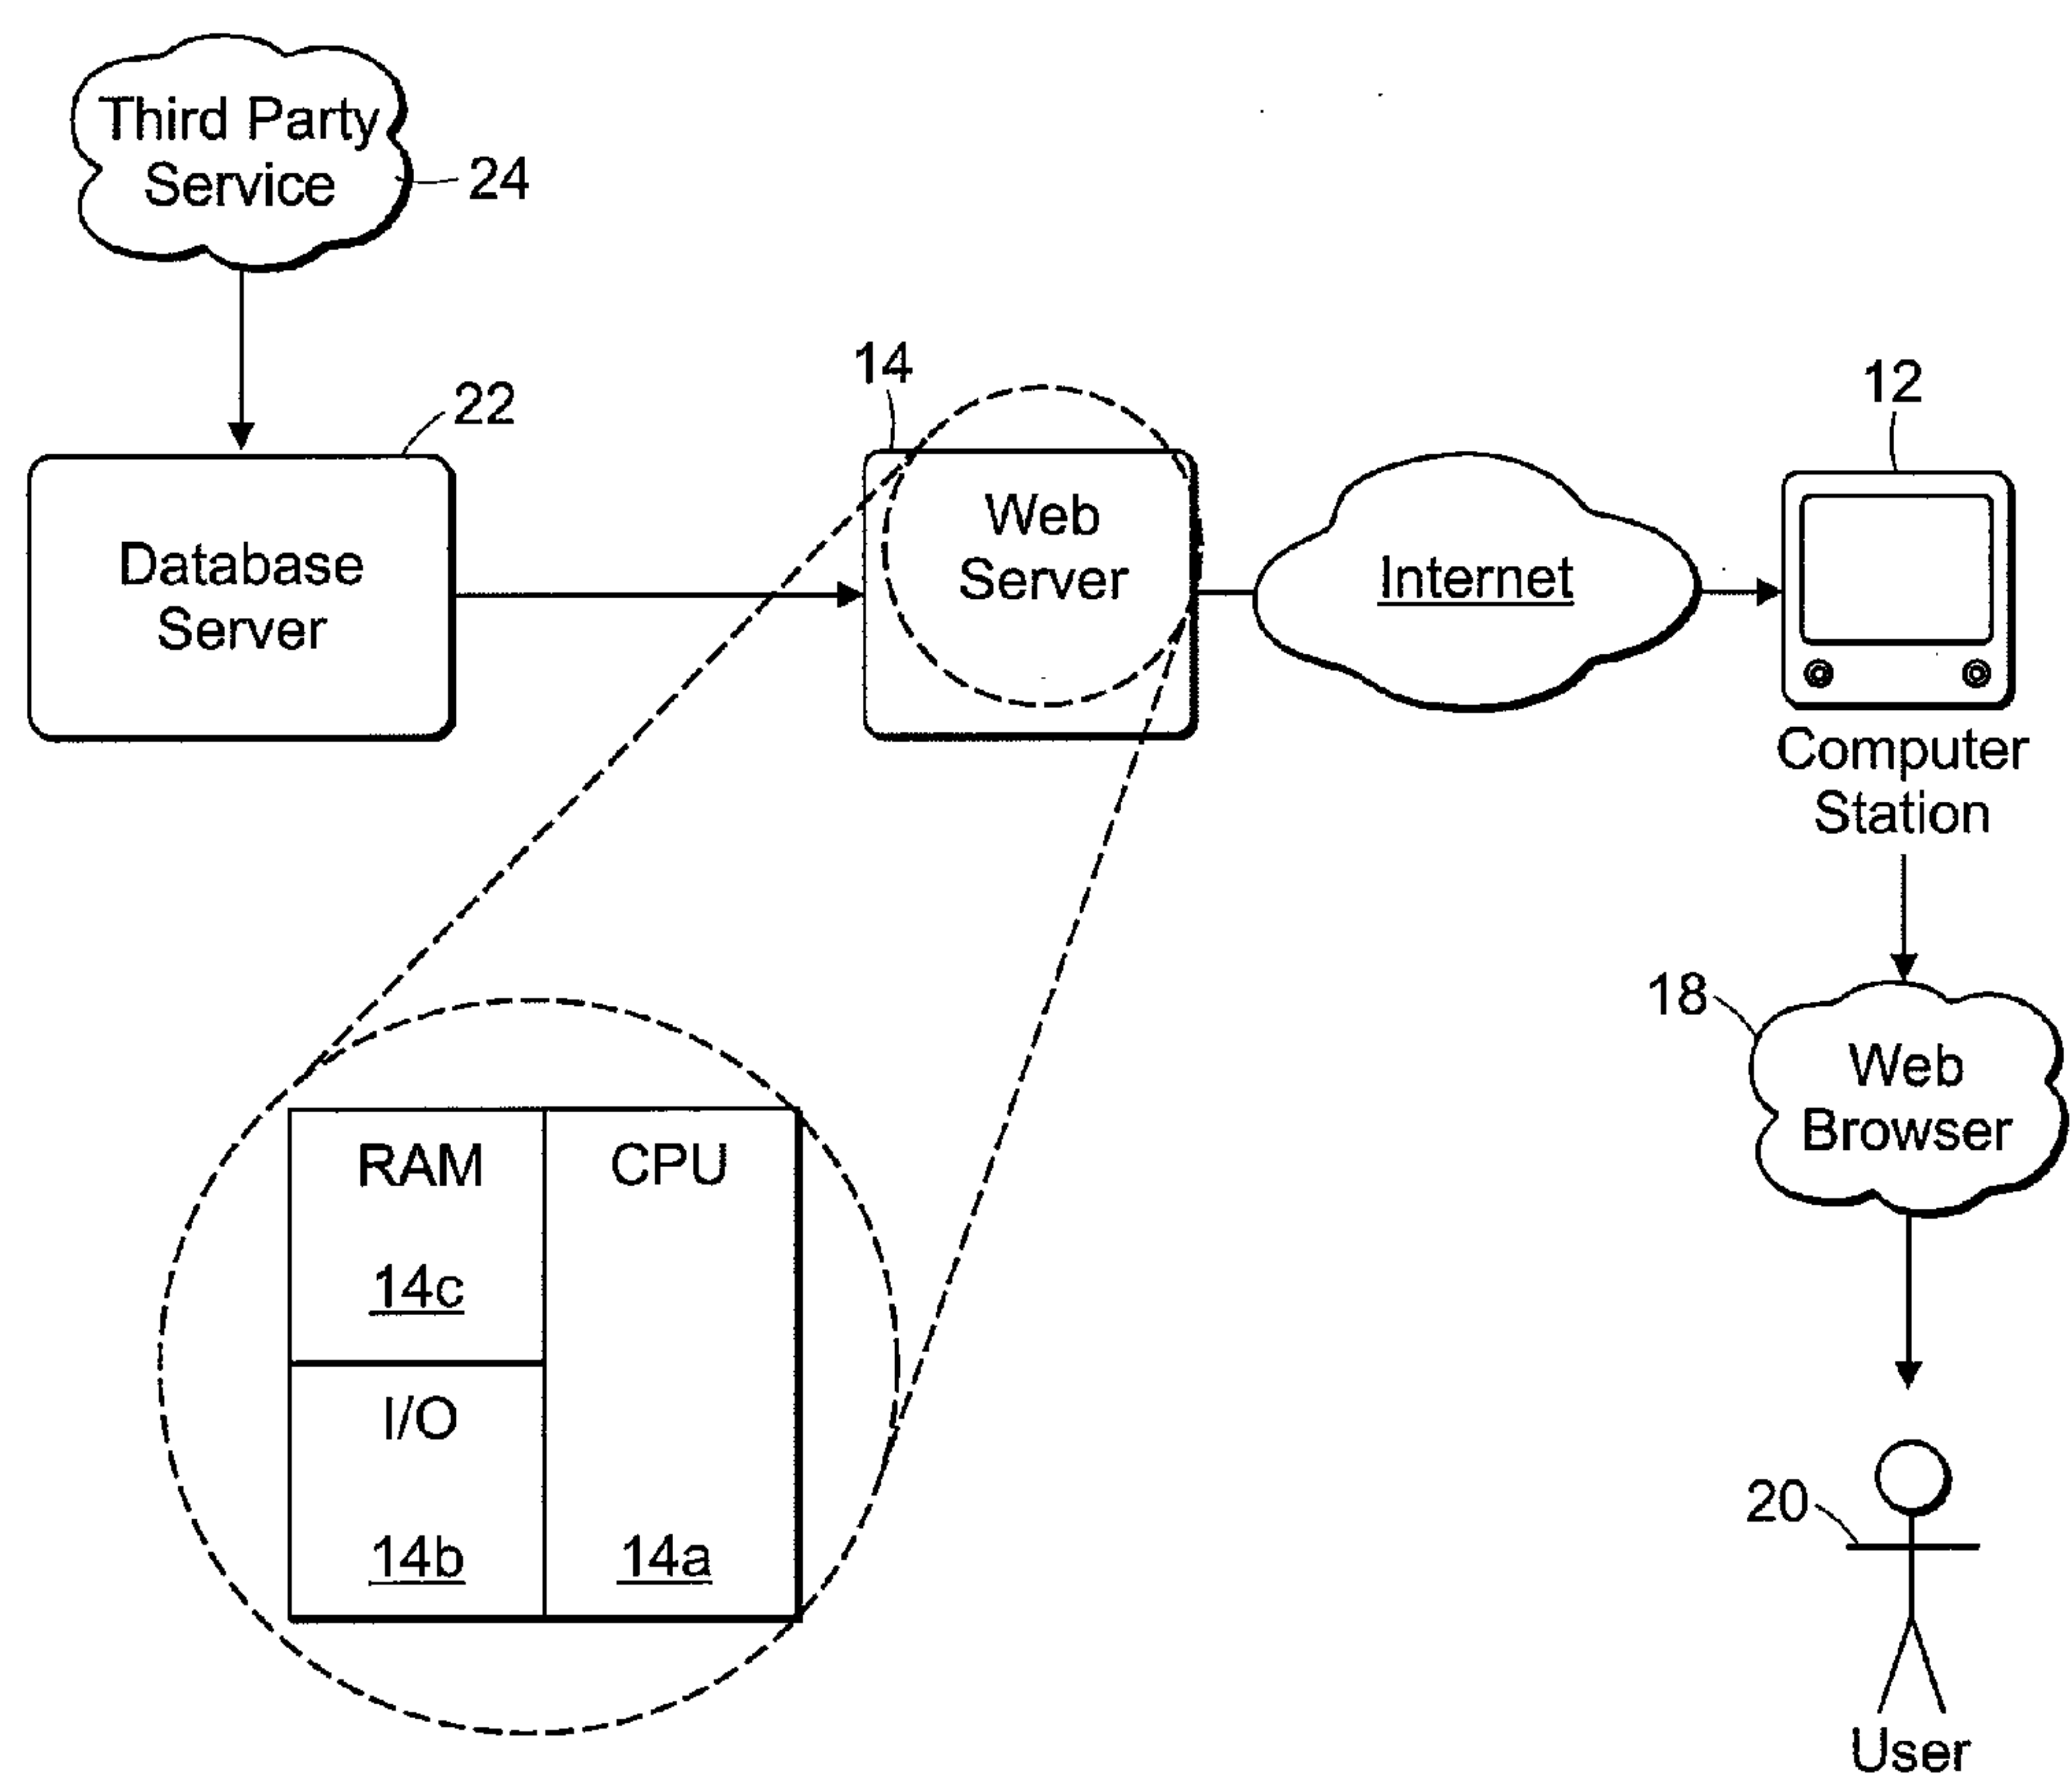 Third Party
Service
24
22
Database
Server
14
Web
Server
Internet
12
Computer
Station
18
Web
Browser
RAM
14c
CPU
I/O
14b
14a
20
User